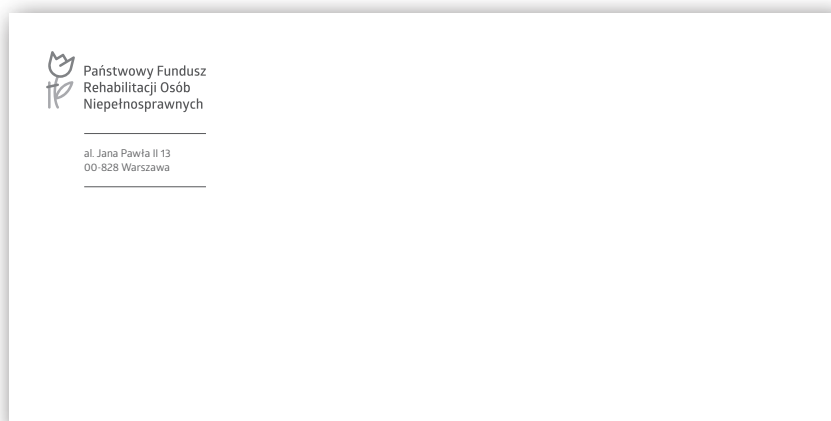 Państwowy Fundusz
Rehabilitacji Osób
Niepełnosprawnych
al. Jana Pawła II 13
00-828 Warszawa